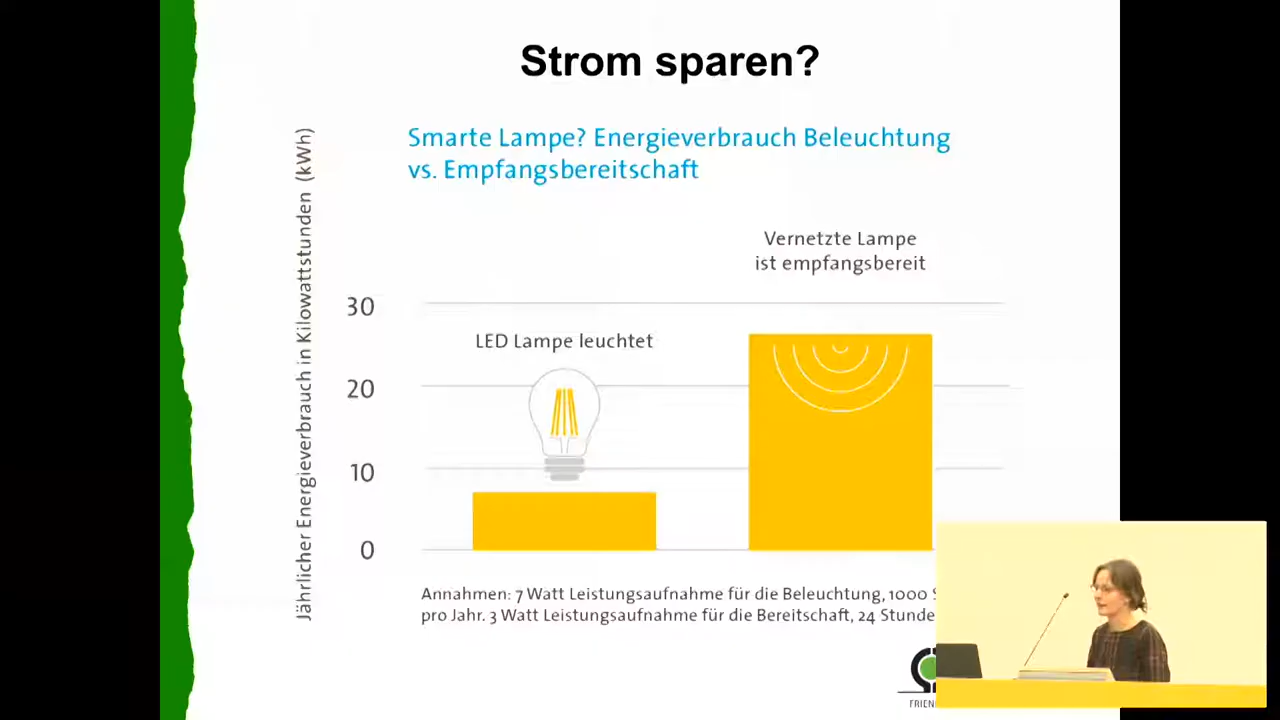 Strom sparen?
Smarte Lampe? Energieverbrauch Beleuchtung
vs. Empfangsbereitschaft
Jährlicher Energieverbrauch in Kilowattstunden (kWh)
Vernetzte Lampe
ist empfangsbereit
30
LED Lampe leuchtet
20
10
0
Annahmen: 7 Watt Leistungsaufnahme für die Beleuchtung, 1000
pro Jahr. 3 Watt Leistungsaufnahme für die Bereitschaft, 24